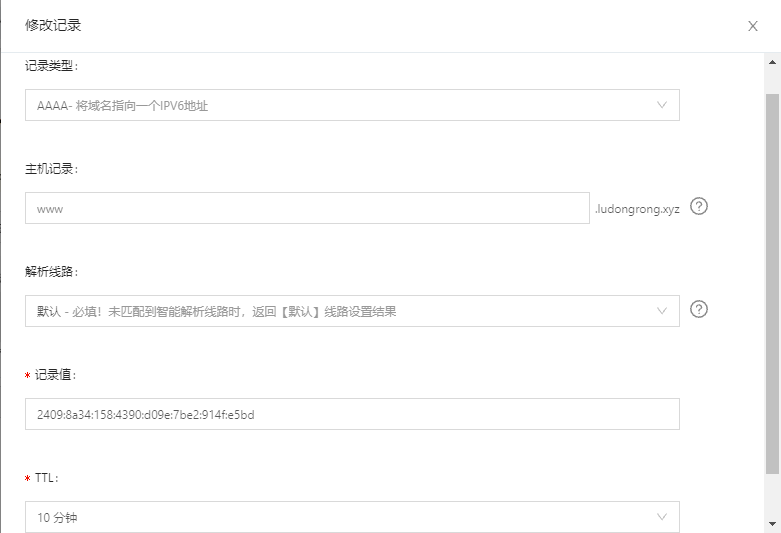 修改记录
记录类型：
AAAA- 将域名指向一个IPV6地址
主机记录：
www .ludongrong.xyz
解析线路：
默认 - 必填！未匹配到智能解析线路时，返回【默认】线路设置结果
* 记录值：
2409:8a34:158:4390:d09e:7be2:914f:e5bd
* TTL：
10 分钟